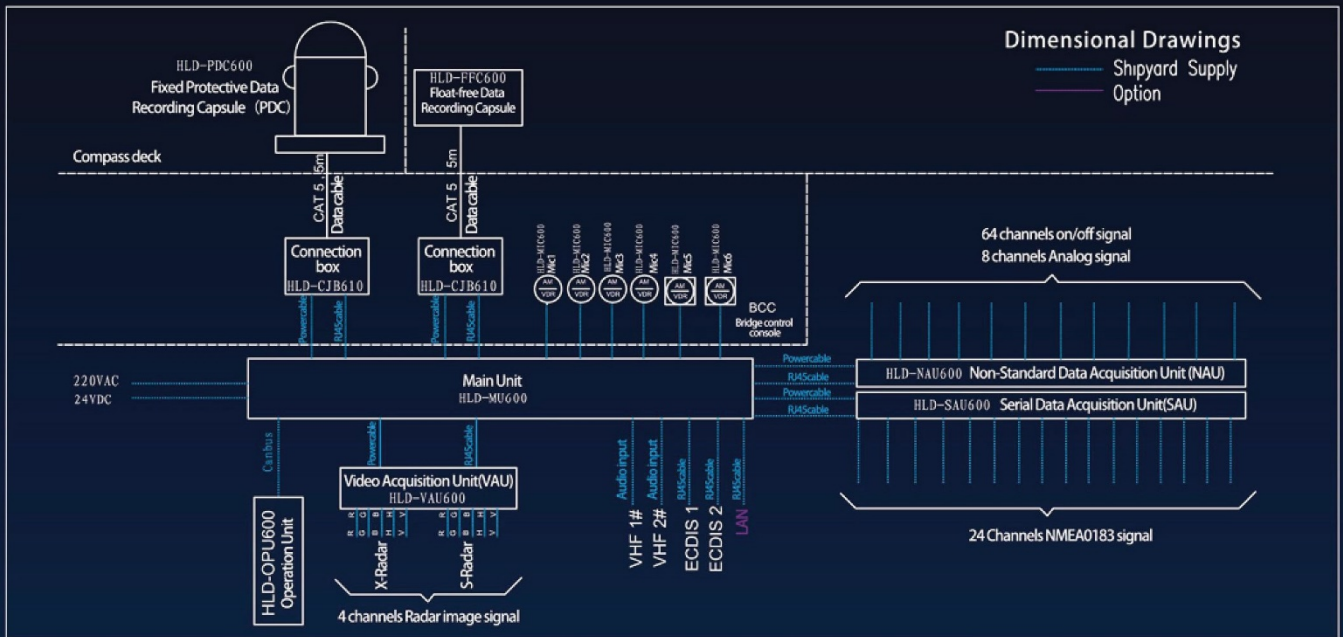 Dimensional Drawings
Shipyard Supply
Option
HLD-PDC600
Fixed Protective Data
Recording Capsule (PDC)
HLD-FFC600
Float-free Data
Recording Capsule
Compass deck
CAT 5 , 5m
Data cable
CAT 5 , 5m
Data cable
Connection
box
HLD-CJB610
Connection
box
HLD-CJB610
HLD-MIC600
Mic1
HLD-MIC600
Mic2
HLD-MIC600
Mic3
HLD-MIC600
Mic4
HLD-MIC600
Mic5
HLD-MIC600
Mic6
AM
VDR
AM
VDR
AM
VDR
AM
VDR
AM
VDR
AM
VDR
BCC
Bridge control
console
Powercable
RJ45cable
Powercable
RJ45cable
64 channels on/off signal
8 channels Analog signal
220VAC
24VDC
Main Unit
HLD-MU600
Powercable
RJ45cable
Powercable
RJ45cable
HLD-NAU600 Non-Standard Data Acquisition Unit (NAU)
HLD-SAU600 Serial Data Acquisition Unit(SAU)
Canbus
Powercable
RJ45cable
Audio input
Audio input
RJ45cable
RJ45cable
RJ45cable
HLD-OPU600
Operation Unit
Video Acquisition Unit(VAU)
HLD-VAU600
R G B H V
R G B H V
R G B H V
R G B H V
X-Radar
S-Radar
4 channels Radar image signal
VHF 1#
VHF 2#
ECDIS 1
ECDIS 2
LAN
24 Channels NMEA0183 signal